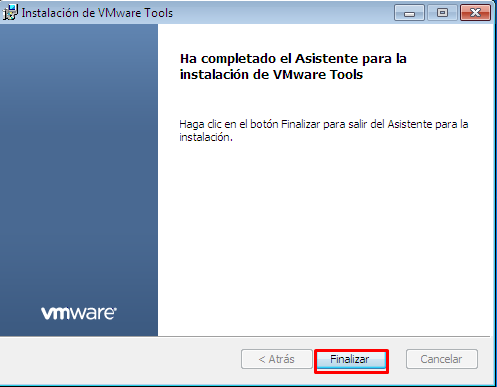 Instalación de VMware Tools
Ha completado el Asistente para la
instalación de VMware Tools
Haga clic en el botón Finalizar para salir del Asistente para la
instalación.
vmware®
< Atrás
Finalizar
Cancelar